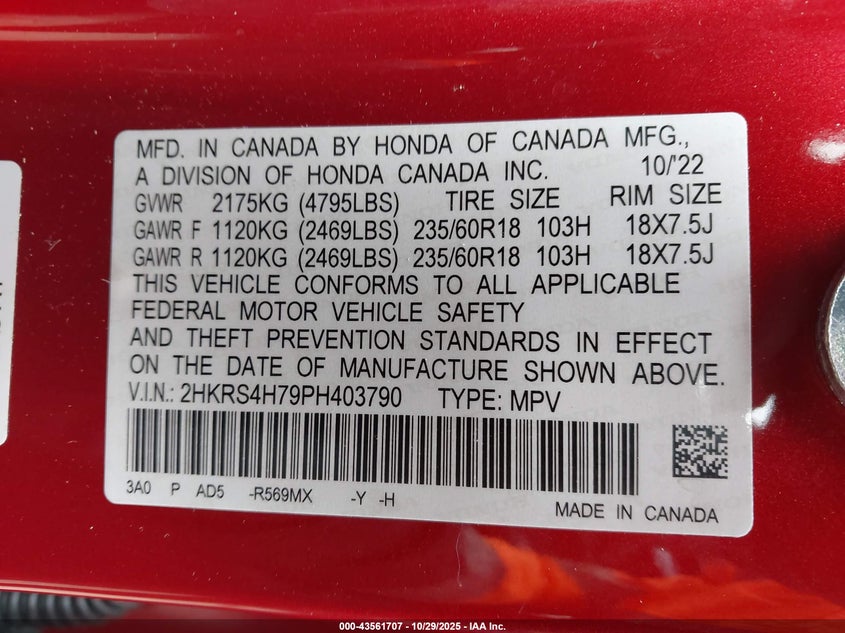 MFD. IN CANADA BY HONDA OF CANADA MFG.,
A DIVISION OF HONDA CANADA INC. 10/'22
GVWR 2175KG (4795LBS) TIRE SIZE RIM SIZE
GAWR F 1120KG (2469LBS) 235/60R18 103H 18X7.5J
GAWR R 1120KG (2469LBS) 235/60R18 103H 18X7.5J
THIS VEHICLE CONFORMS TO ALL APPLICABLE
FEDERAL MOTOR VEHICLE SAFETY
AND THEFT PREVENTION STANDARDS IN EFFECT
ON THE DATE OF MANUFACTURE SHOWN ABOVE.
V.I.N.: 2HKRS4H79PH403790 TYPE: MPV
3A0 P AD5 -R569MX -Y -H
MADE IN CANADA
000-43561707 - 10/29/2025 - IAA Inc.